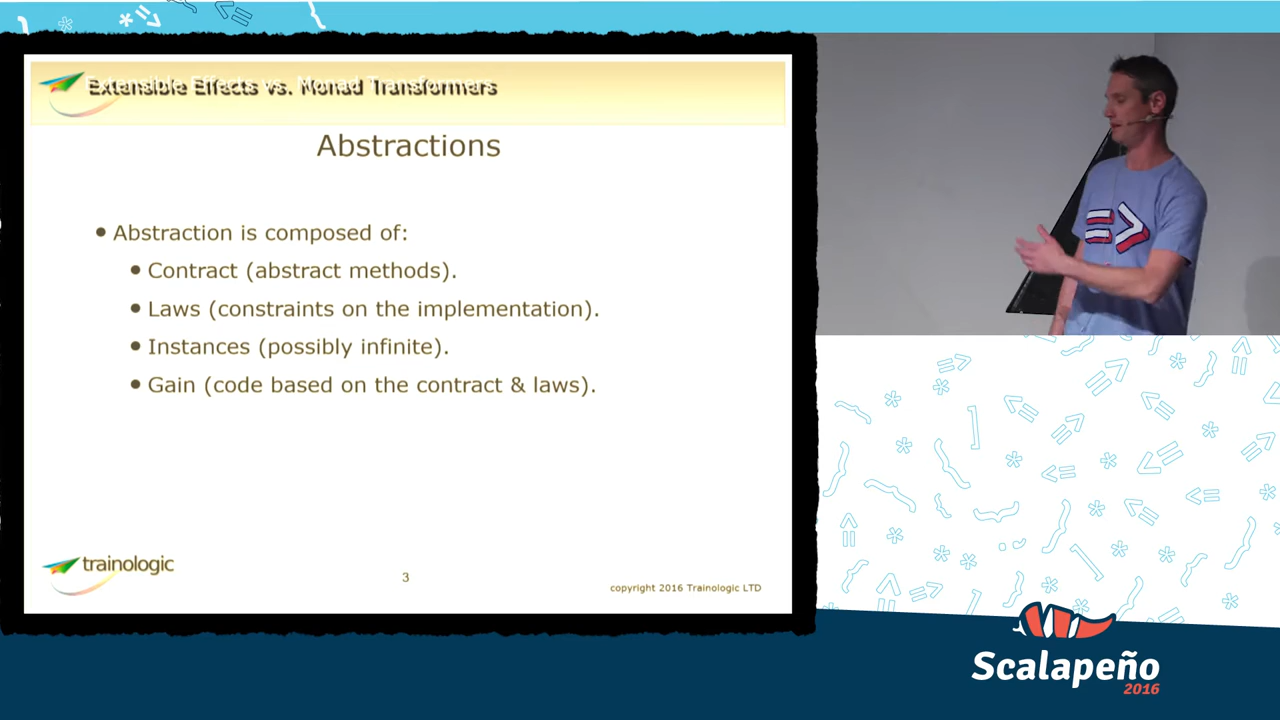 Extensible Effects vs. Monad Transformers
Abstractions
• Abstraction is composed of:
• Contract (abstract methods).
• Laws (constraints on the implementation).
• Instances (possibly infinite).
• Gain (code based on the contract & laws).
trainologic
3
copyright 2016 Trainologic LTD
=>
Scalapeño
2016